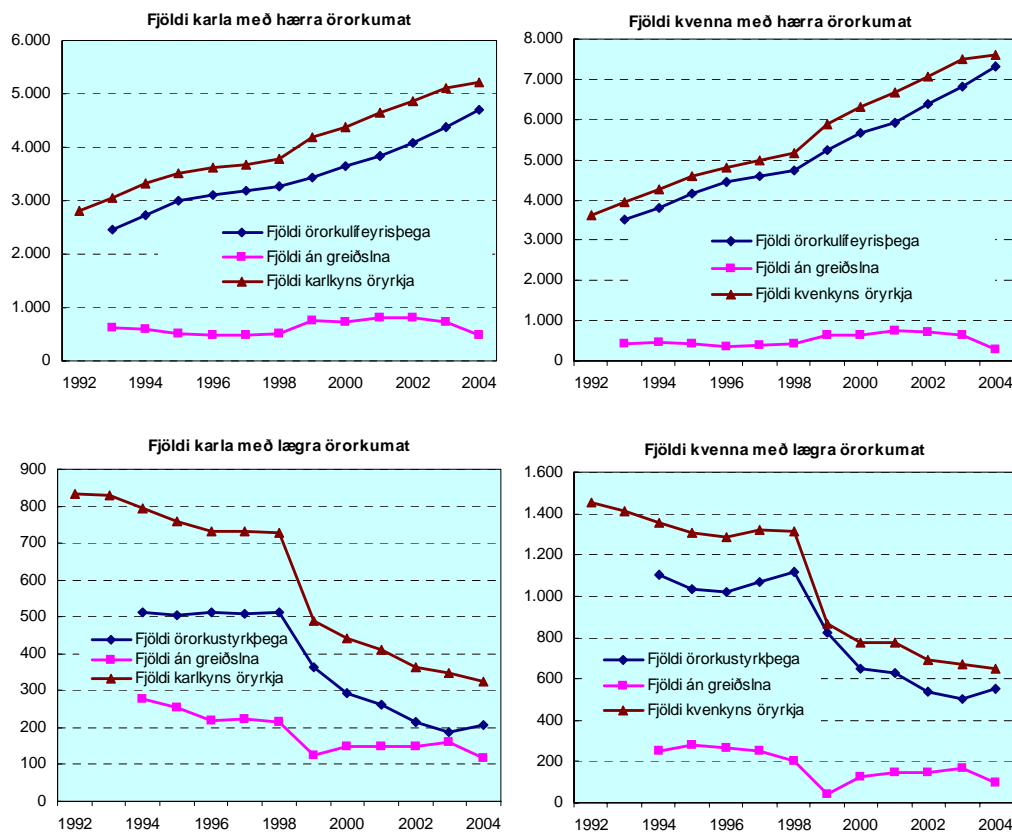 Fjöldi karla með hærra örorkumat
6.000
5.000
4.000
3.000
2.000
1.000
0
Fjöldi örorkulífeyrisþega
Fjöldi án greiðslna
Fjöldi karlkyns öryrkja
1992 1994 1996 1998 2000 2002 2004
Fjöldi kvenna með hærra örorkumat
8.000
7.000
6.000
5.000
4.000
3.000
2.000
1.000
0
Fjöldi örorkulífeyrisþega
Fjöldi án greiðslna
Fjöldi kvenkyns öryrkja
1992 1994 1996 1998 2000 2002 2004
Fjöldi karla með lægra örorkumat
900
800
700
600
500
400
300
200
100
0
Fjöldi örorkustyrkþega
Fjöldi án greiðslna
Fjöldi karlkyns öryrkja
1992 1994 1996 1998 2000 2002 2004
Fjöldi kvenna með lægra örorkumat
1.600
1.400
1.200
1.000
800
600
400
200
0
Fjöldi örorkustyrkþega
Fjöldi án greiðslna
Fjöldi kvenkyns öryrkja
1992 1994 1996 1998 2000 2002 2004